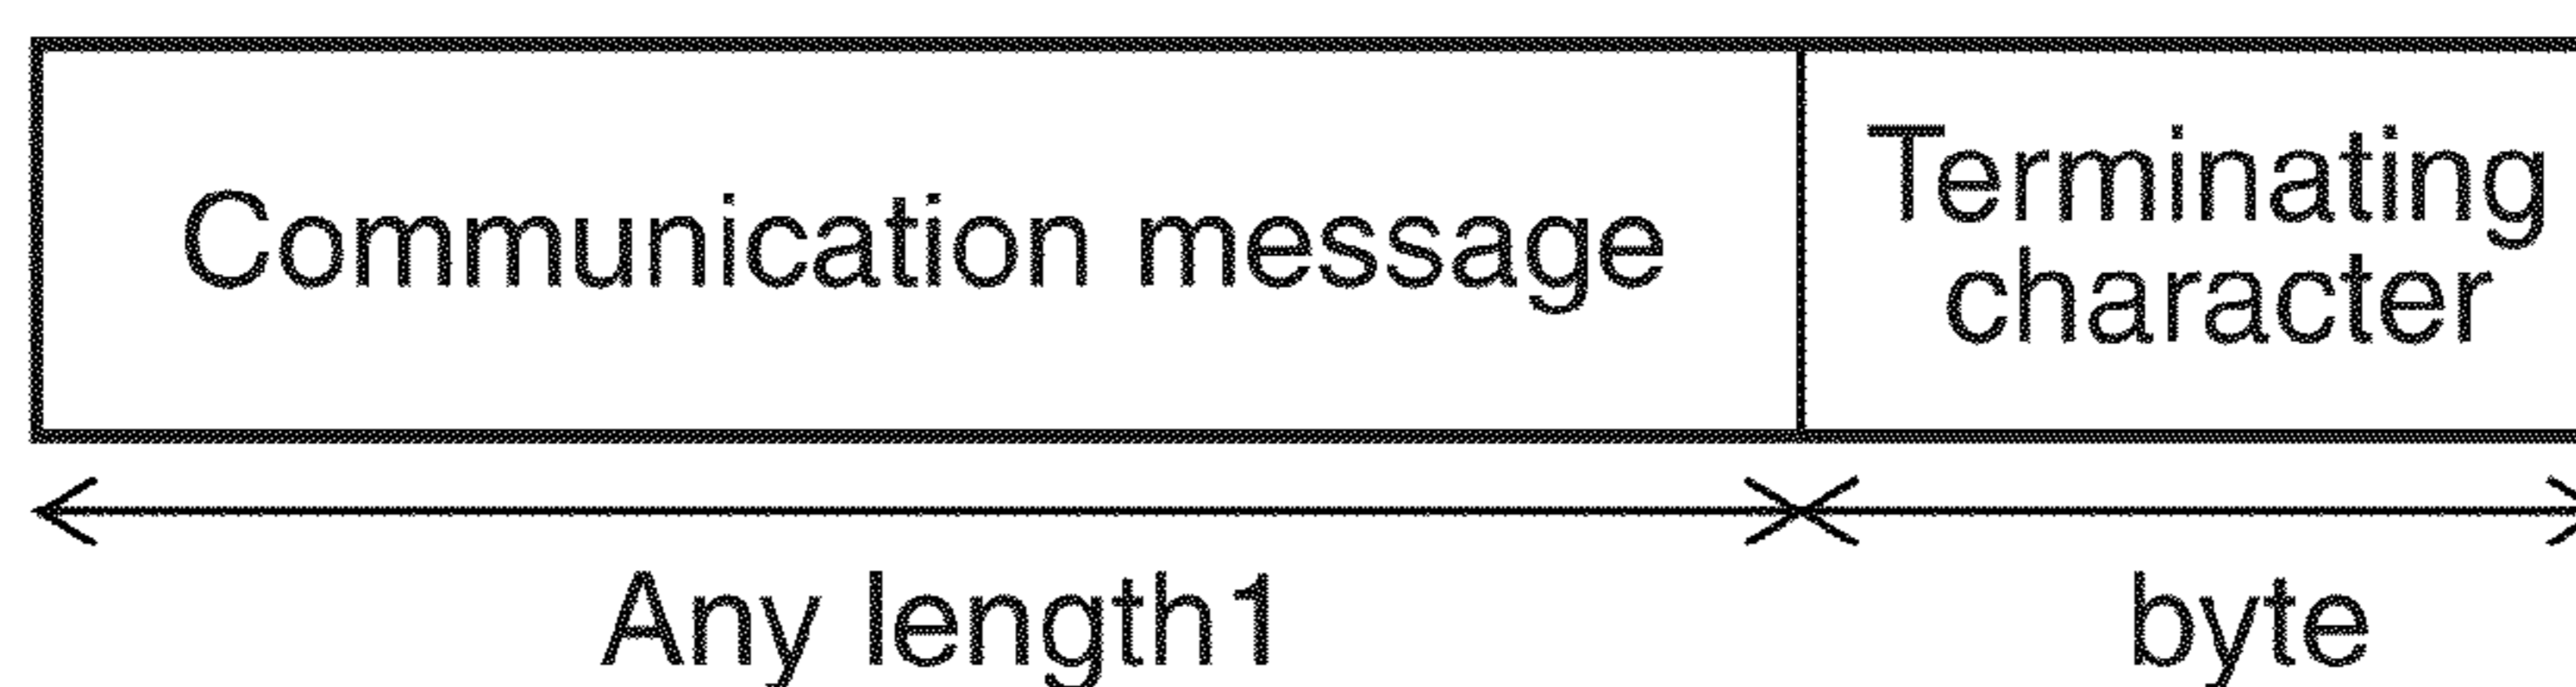 Communication message
Terminating
character
Any length1
byte